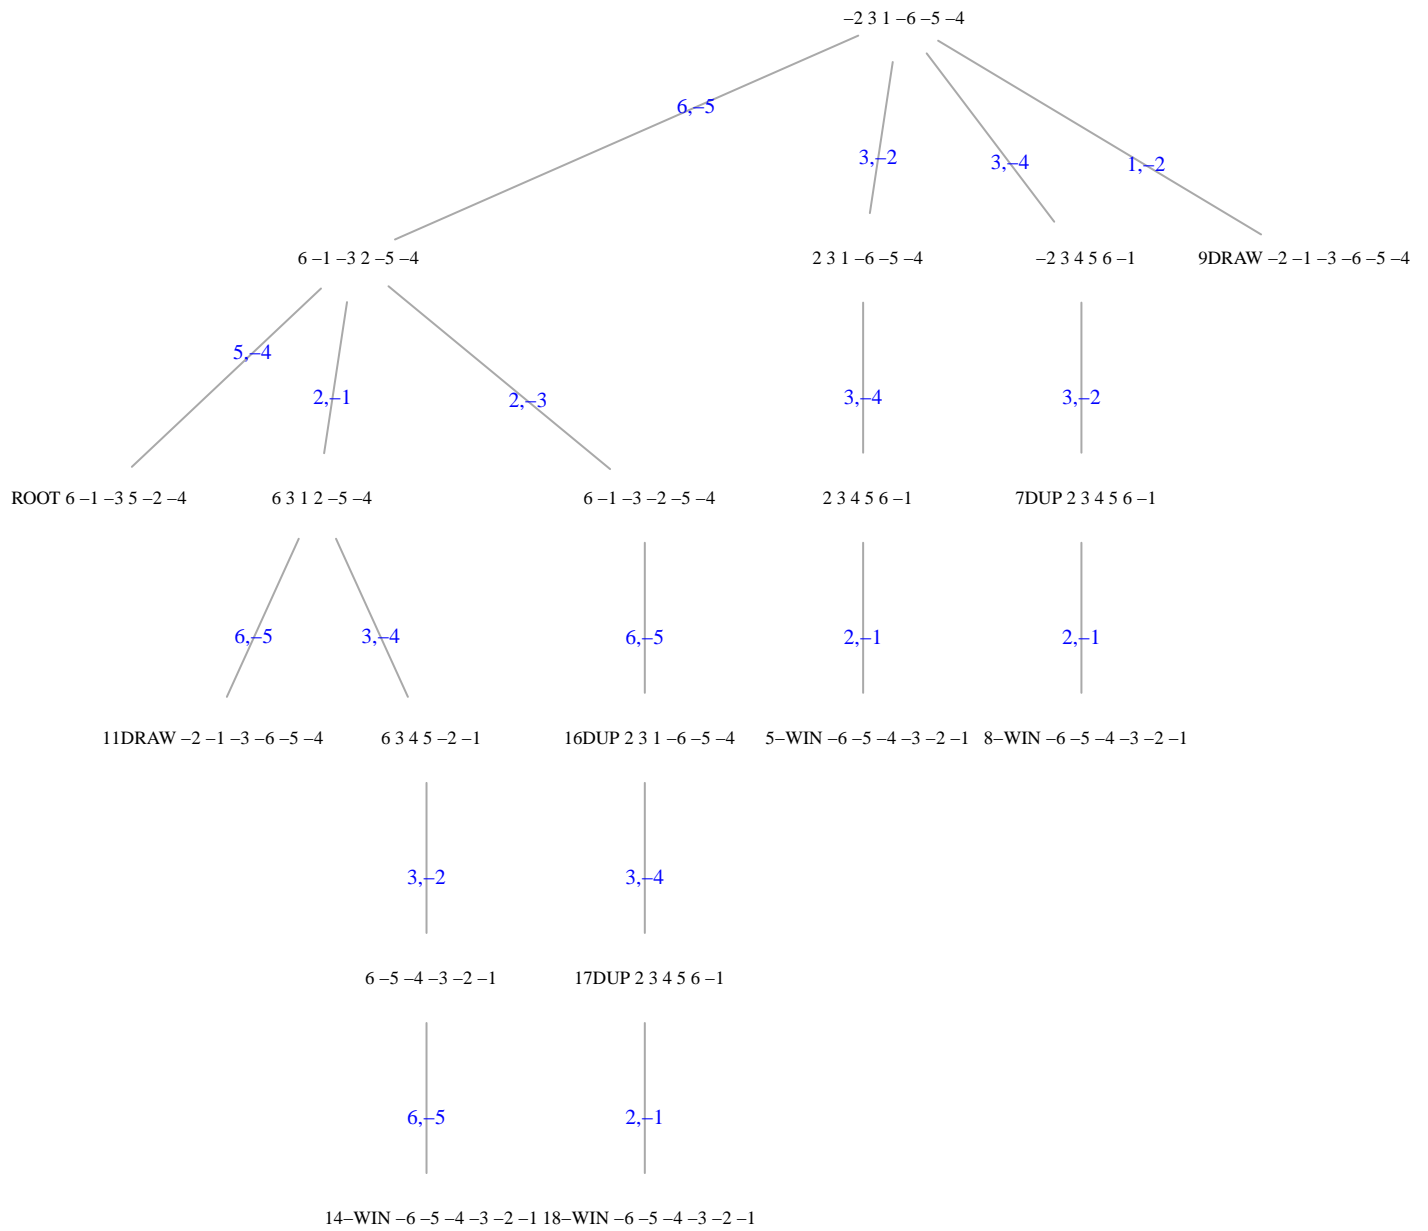 –2 3 1 –6 –5 –4
6,–5
3,–2
3,–4
1,–2
6 –1 –3 2 –5 –4
2 3 1 –6 –5 –4
–2 3 4 5 6 –1
9DRAW –2 –1 –3 –6 –5 –4
5,–4
2,–1
2,–3
3,–4
3,–2
ROOT 6 –1 –3 5 –2 –4
6 3 1 2 –5 –4
6 –1 –3 –2 –5 –4
2 3 4 5 6 –1
7DUP 2 3 4 5 6 –1
6,–5
3,–4
6,–5
2,–1
2,–1
11DRAW –2 –1 –3 –6 –5 –4
6 3 4 5 –2 –1
16DUP 2 3 1 –6 –5 –4
5–WIN –6 –5 –4 –3 –2 –1
8–WIN –6 –5 –4 –3 –2 –1
3,–2
3,–4
6 –5 –4 –3 –2 –1
17DUP 2 3 4 5 6 –1
6,–5
2,–1
14–WIN –6 –5 –4 –3 –2 –1
18–WIN –6 –5 –4 –3 –2 –1